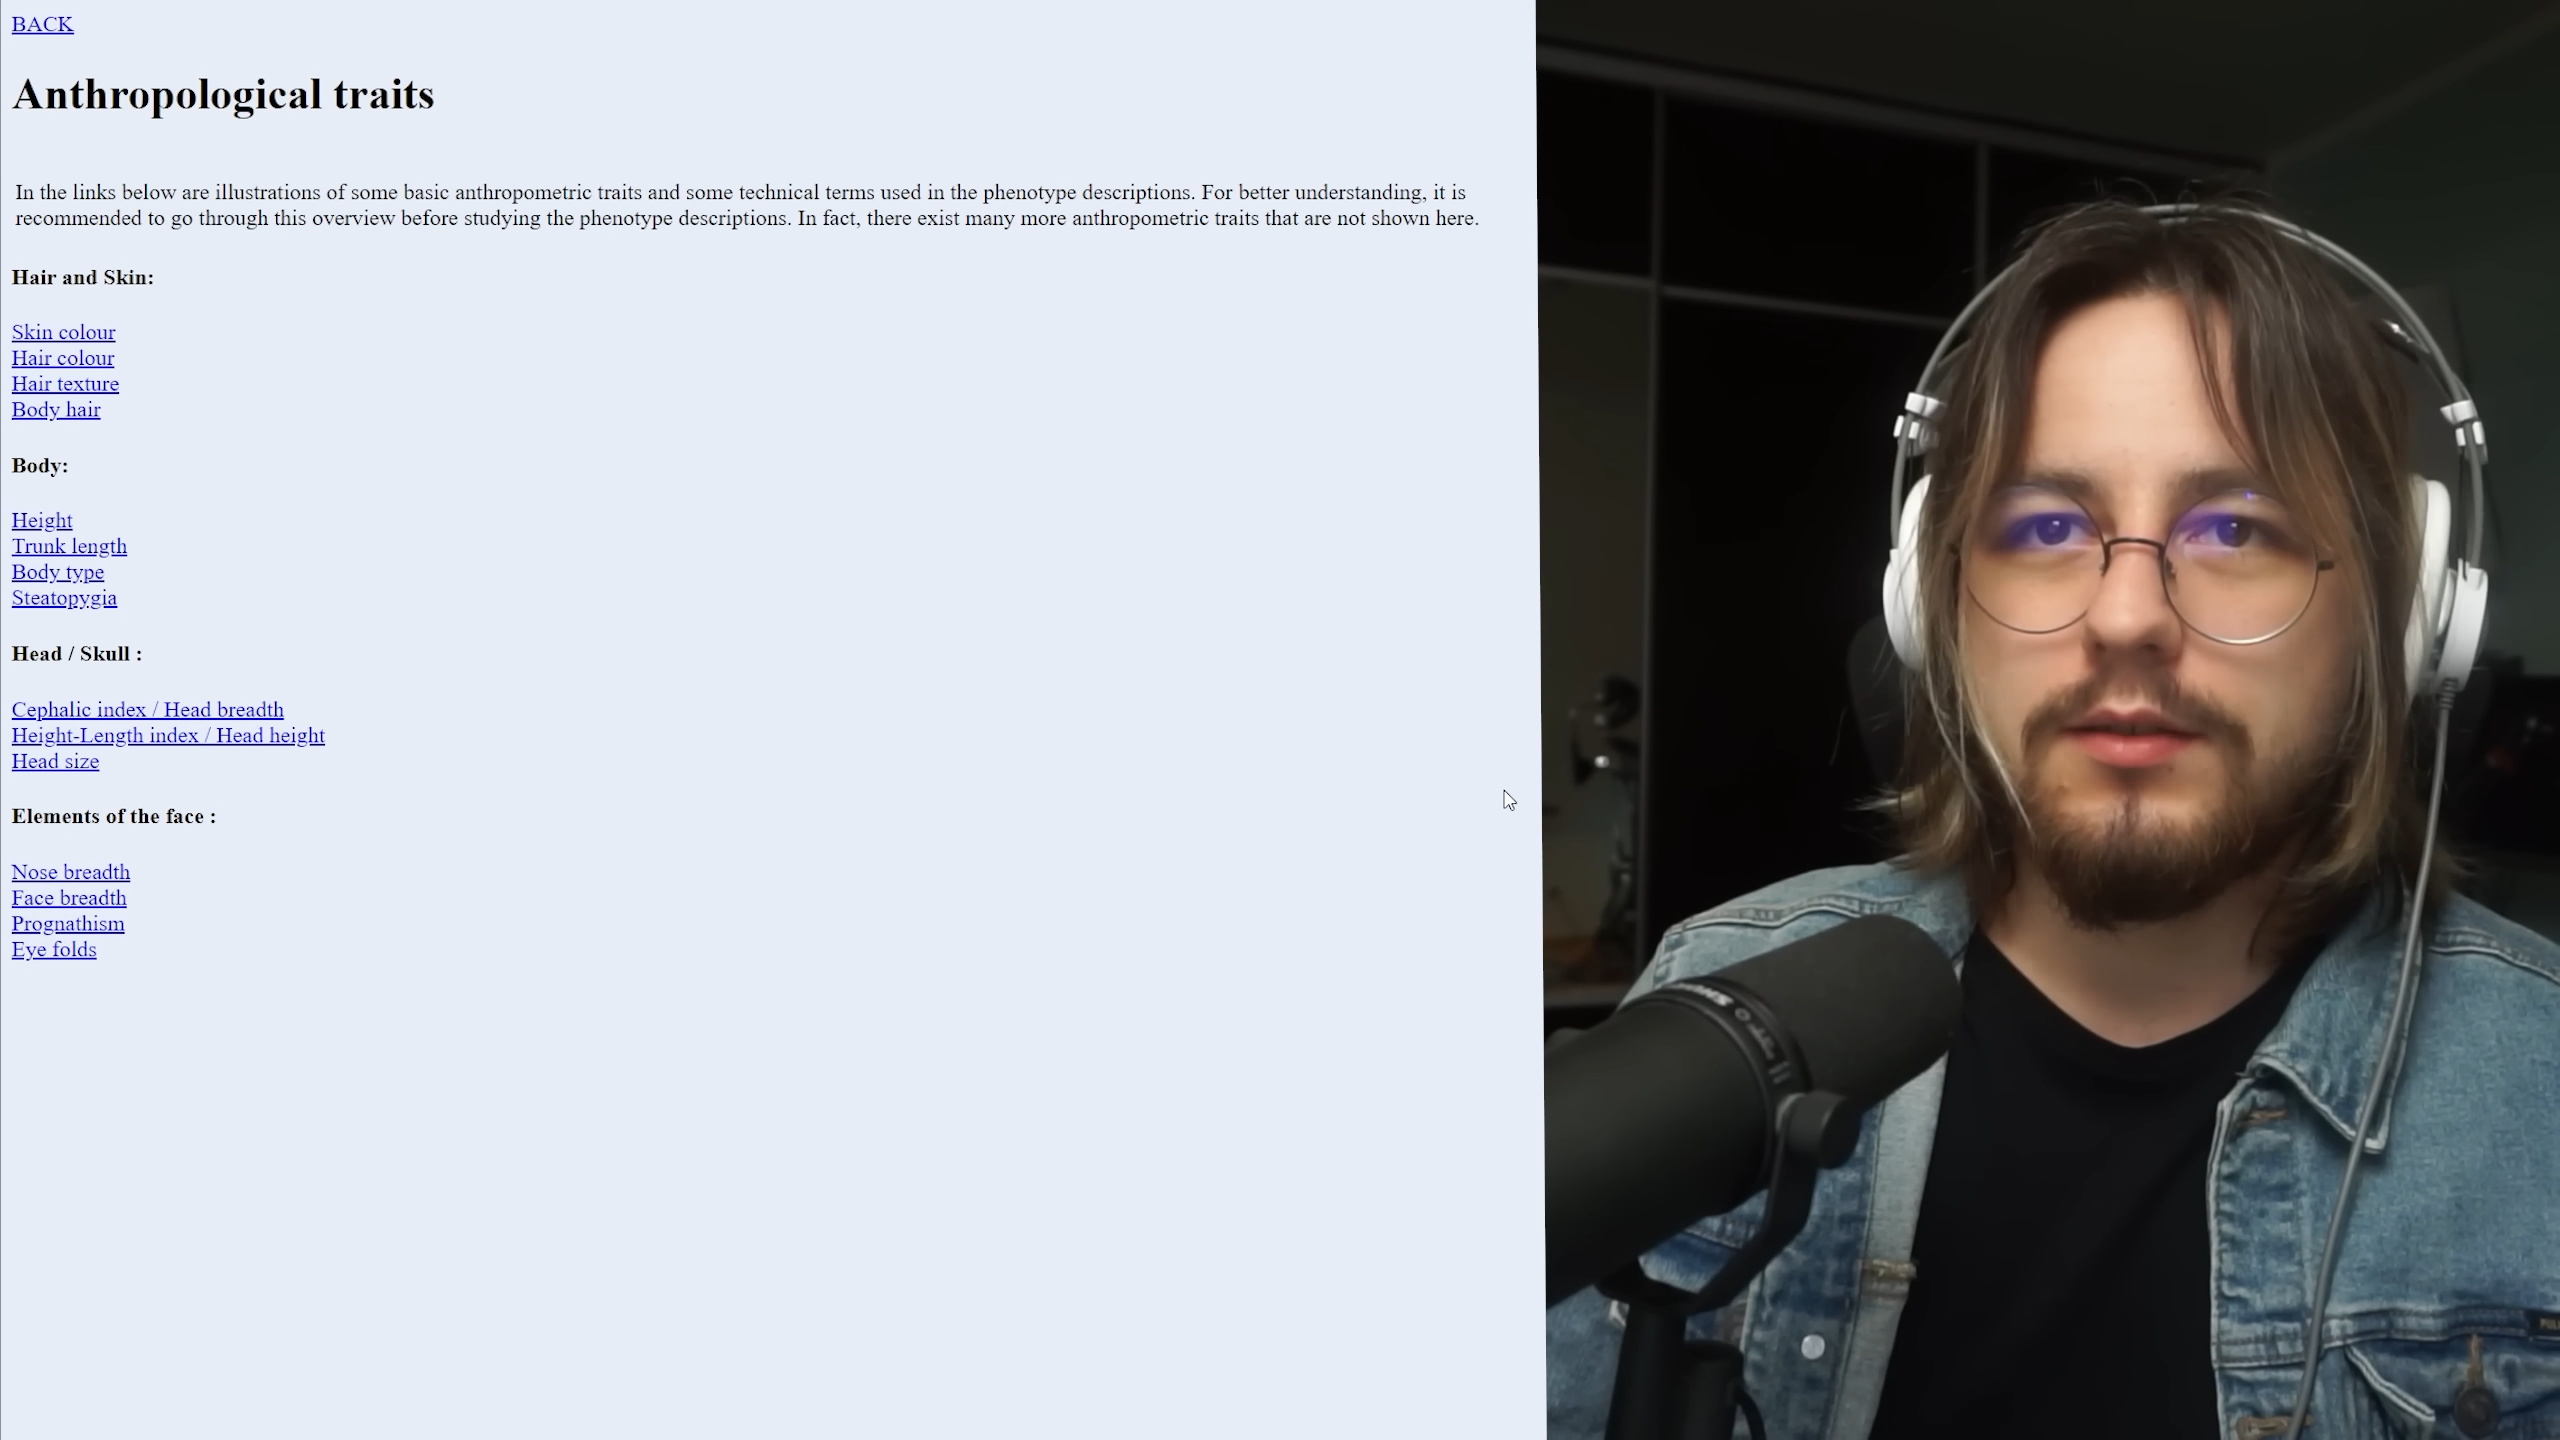 BACK
Anthropological traits
In the links below are illustrations of some basic anthropometric traits and some technical terms used in the phenotype descriptions. For better understanding, it is
recommended to go through this overview before studying the phenotype descriptions. In fact, there exist many more anthropometric traits that are not shown here.
Hair and Skin:
Skin colour
Hair colour
Hair texture
Body hair
Body:
Height
Trunk length
Body type
Steatopygia
Head / Skull :
Cephalic index / Head breadth
Height-Length index / Head height
Head size
Elements of the face :
Nose breadth
Face breadth
Prognathism
Eye folds
SHURE